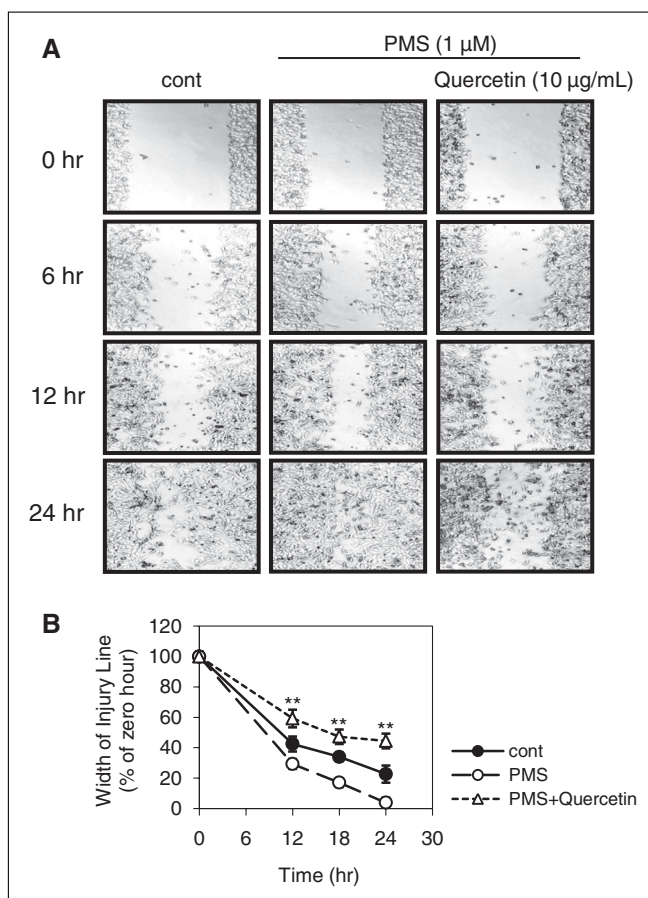 A
PMS (1 μM)
cont
Quercetin (10 μg/mL)
0 hr
6 hr
12 hr
24 hr
B
Width of Injury Line
(% of zero hour)
120
100
80
60
40
20
0
** ** **
0 6 12 18 24 30
Time (hr)
cont
PMS
PMS+Quercetin